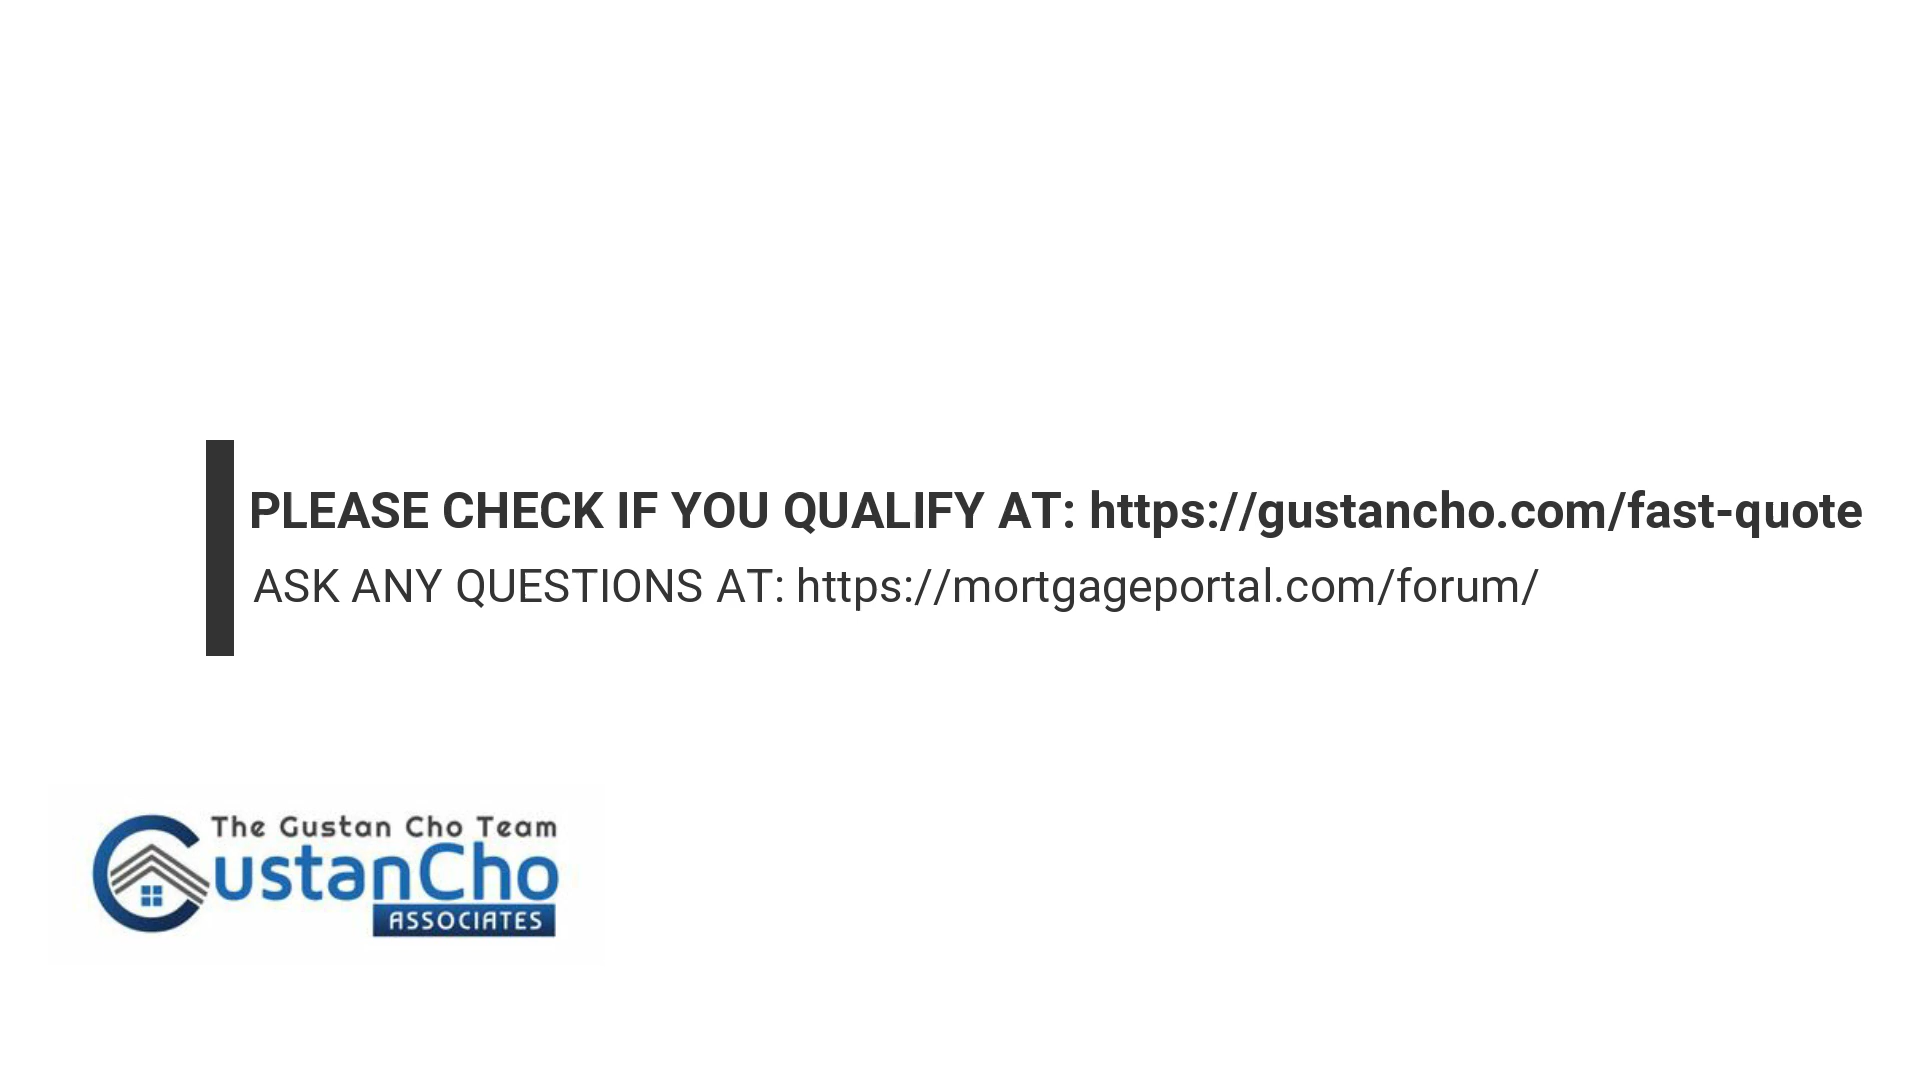 PLEASE CHECK IF YOU QUALIFY AT: https://gustancho.com/fast-quote
ASK ANY QUESTIONS AT: https://mortgageportal.com/forum/
The Gustan Cho Team
GustanCho
ASSOCIATES